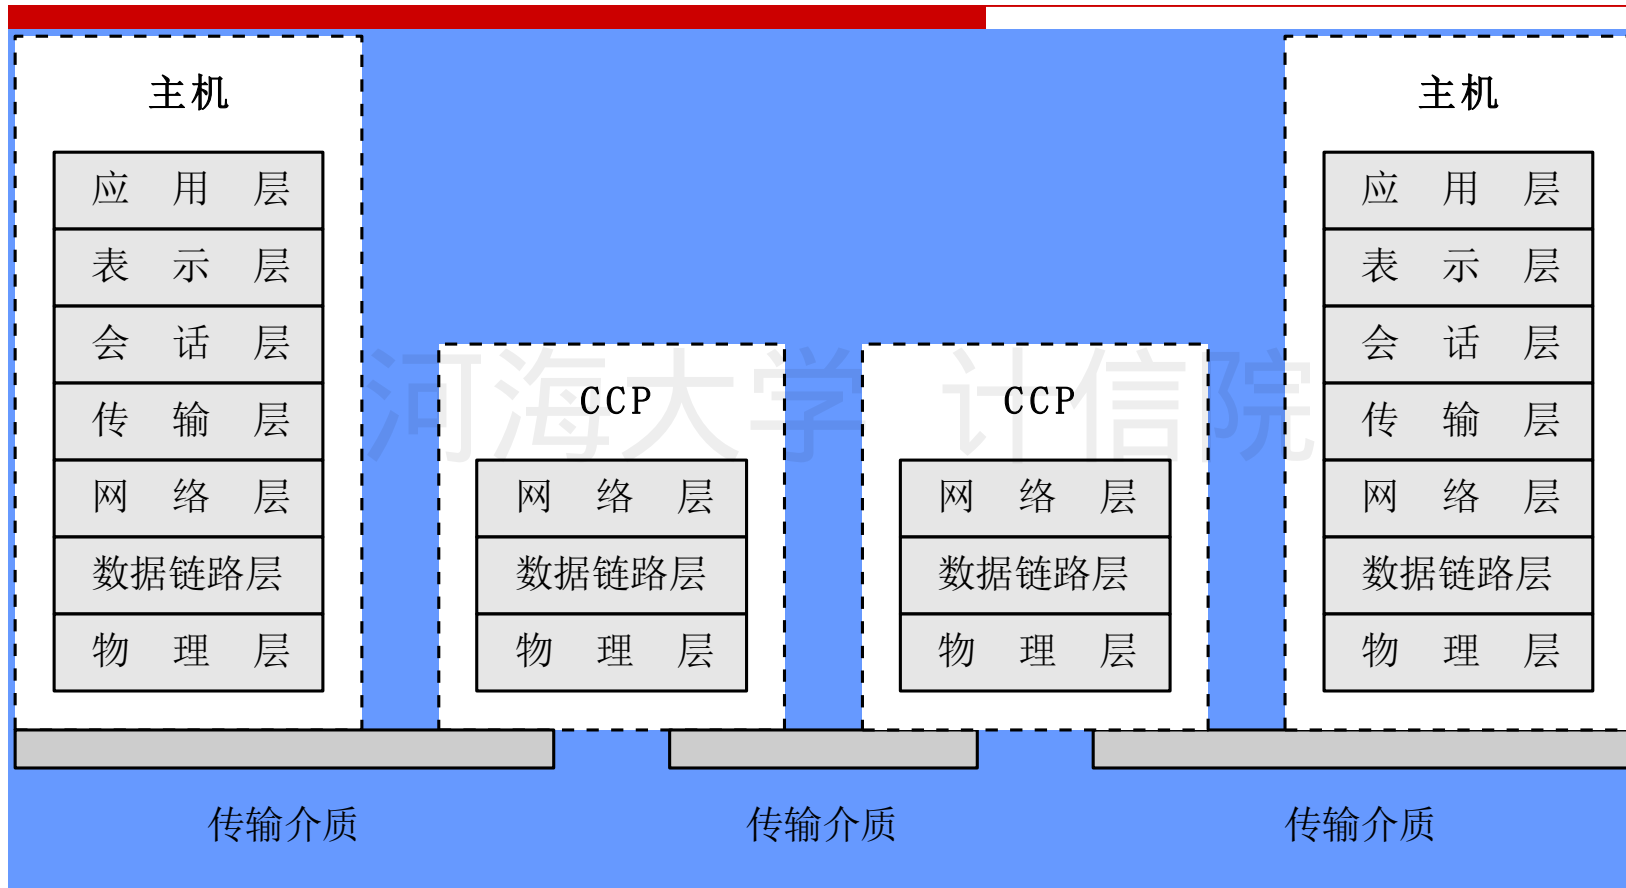 主机
应用层
表示层
会话层
传输层
网络层
数据链路层
物理层
CCP
网络层
数据链路层
物理层
CCP
网络层
数据链路层
物理层
主机
应用层
表示层
会话层
传输层
网络层
数据链路层
物理层
传输介质
传输介质
传输介质
河海大学 计信院